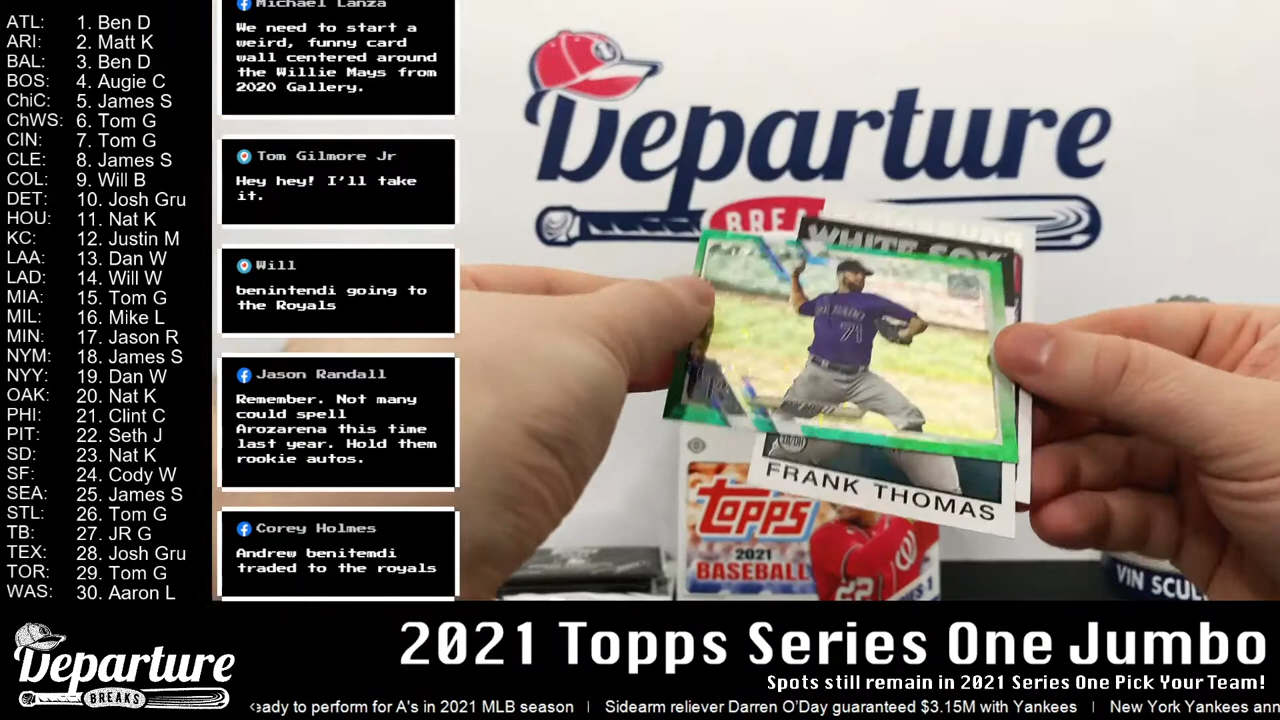 ATL: 1. Ben D
ARI: 2. Matt K
BAL: 3. Ben D
BOS: 4. Augie C
ChiC: 5. James S
ChWS: 6. Tom G
CIN: 7. Tom G
CLE: 8. James S
COL: 9. Will B
DET: 10. Josh Gru
HOU: 11. Nat K
KC: 12. Justin M
LAA: 13. Dan W
LAD: 14. Will W
MIA: 15. Tom G
MIL: 16. Mike L
MIN: 17. Jason R
NYM: 18. James S
NYY: 19. Dan W
OAK: 20. Nat K
PHI: 21. Clint C
PIT: 22. Seth J
SD: 23. Nat K
SF: 24. Cody W
SEA: 25. James S
STL: 26. Tom G
TB: 27. JR G
TEX: 28. Josh Gru
TOR: 29. Tom G
WAS: 30. Aaron L
Michael Lanza
We need to start a
weird, funny card
wall centered around
the Willie Mays from
2020 Gallery.
Tom Gilmore Jr
Hey hey! I'll take
it.
Will
benintendi going to
the Royals
Jason Randall
Remember. Not many
could spell
Arozarena this time
last year. Hold them
rookie autos.
Corey Holmes
Andrew benitemdi
traded to the royals
Departure
BREA
WHITE SOX
71
FRANK THOMAS
topps
2021
BASEBALL
22
VIN SCUL
Departure
BREAKS
2021 Topps Series One Jumbo
Spots still remain in 2021 Series One Pick Your Team!
eady to perform for A's in 2021 MLB season | Sidearm reliever Darren O'Day guaranteed $3.15M with Yankees | New York Yankees ann